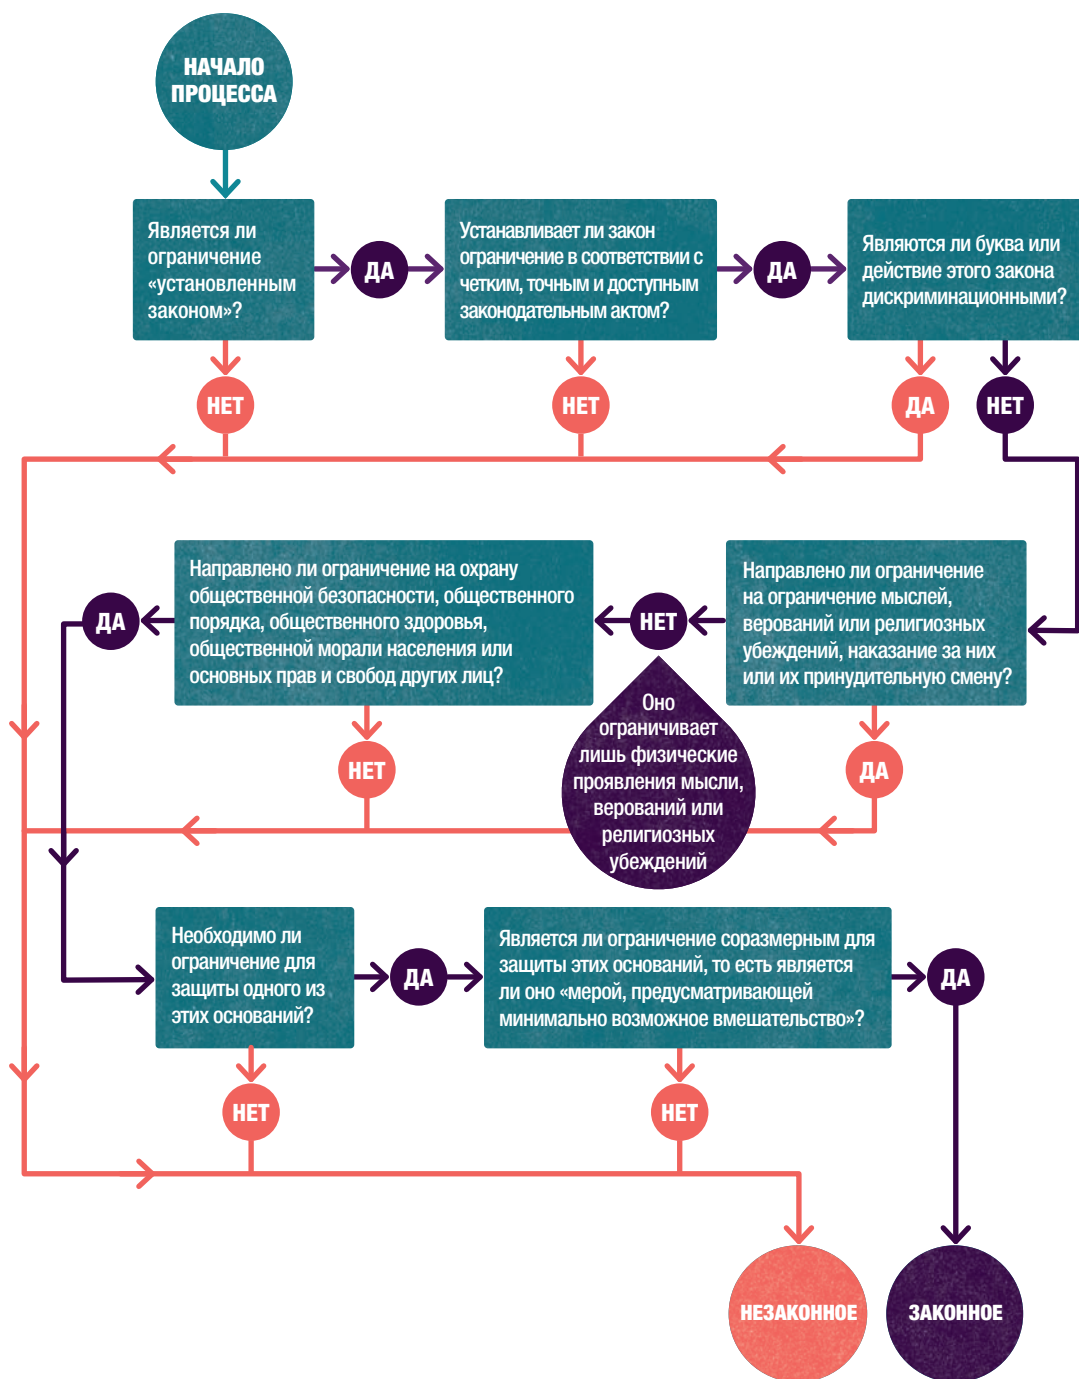 НАЧАЛО
ПРОЦЕССА
Является ли
ограничение
«установленным
законом»?
ДА
Устанавливает ли закон
ограничение в соответствии с
четким, точным и доступным
законодательным актом?
ДА
Являются ли буква или
действие этого закона
дискриминационными?
НЕТ
НЕТ
ДА
НЕТ
Направлено ли ограничение
на ограничение мыслей,
верований или религиозных
убеждений, наказание за них
или их принудительную смену?
НЕТ
Оно
ограничивает
лишь физические
проявления мысли,
верований или
религиозных
убеждений
ДА
Направлено ли ограничение на охрану
общественной безопасности, общественного
порядка, общественного здоровья,
общественной морали населения или
основных прав и свобод других лиц?
ДА
НЕТ
Необходимо ли
ограничение для
защиты одного из
этих оснований?
ДА
Является ли ограничение соразмерным для
защиты этих оснований, то есть является
ли оно «мерой, предусматривающей
минимально возможное вмешательство»?
ДА
НЕТ
НЕТ
НЕЗАКОННОЕ
ЗАКОННОЕ